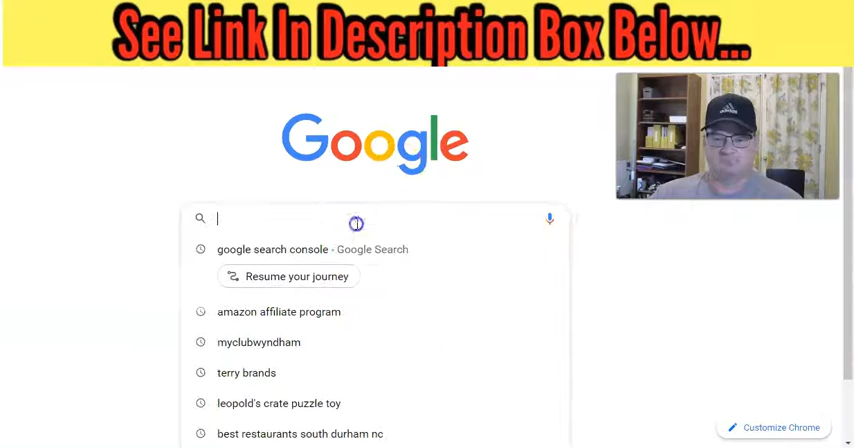 See Link In Description Box Below...
Google
google search console - Google Search
Resume your journey
amazon affiliate program
myclubwyndham
terry brands
leopold's crate puzzle toy
best restaurants south durham nc
Customize Chrome